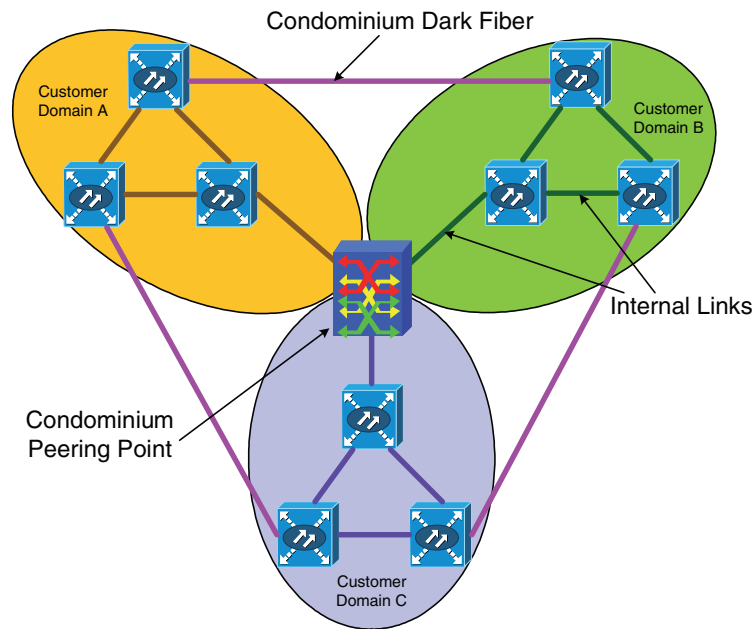 Condominium Dark Fiber
Customer
Domain A
Customer
Domain B
Internal Links
Condominium
Peering Point
Customer
Domain C